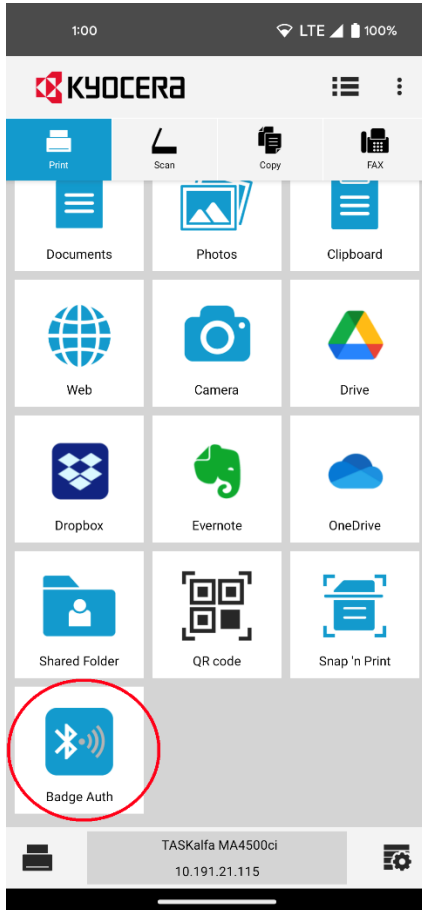 1:00 LTE 100%
KYOCERA
Print Scan Copy FAX
Documents Photos Clipboard
Web Camera Drive
Dropbox Evernote OneDrive
Shared Folder QR code Snap 'n Print
Badge Auth
TASKalfa MA4500ci
10.191.21.115